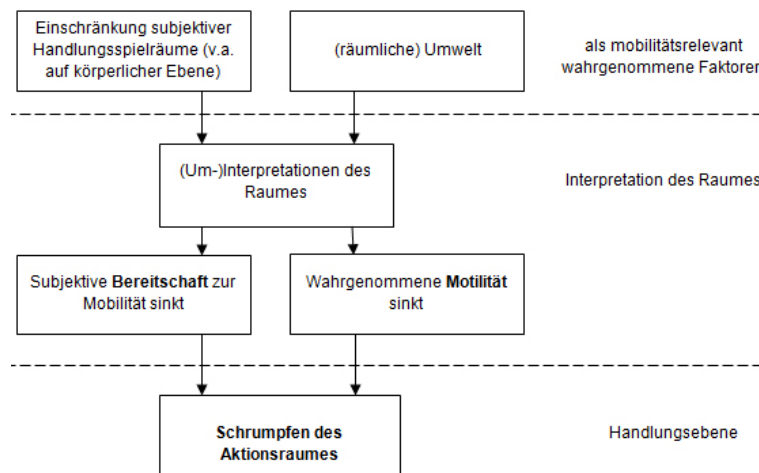 Einschränkung subjektiver
Handlungsspielräume (v.a.
auf körperlicher Ebene)
(räumliche) Umwelt
als mobilitätsrelevant
wahrgenommene Faktoren
(Um-)Interpretationen des
Raumes
Interpretation des Raumes
Subjektive Bereitschaft zur
Mobilität sinkt
Wahrgenommene Motilität
sinkt
Schrumpfen des
Aktionsraumes
Handlungsebene